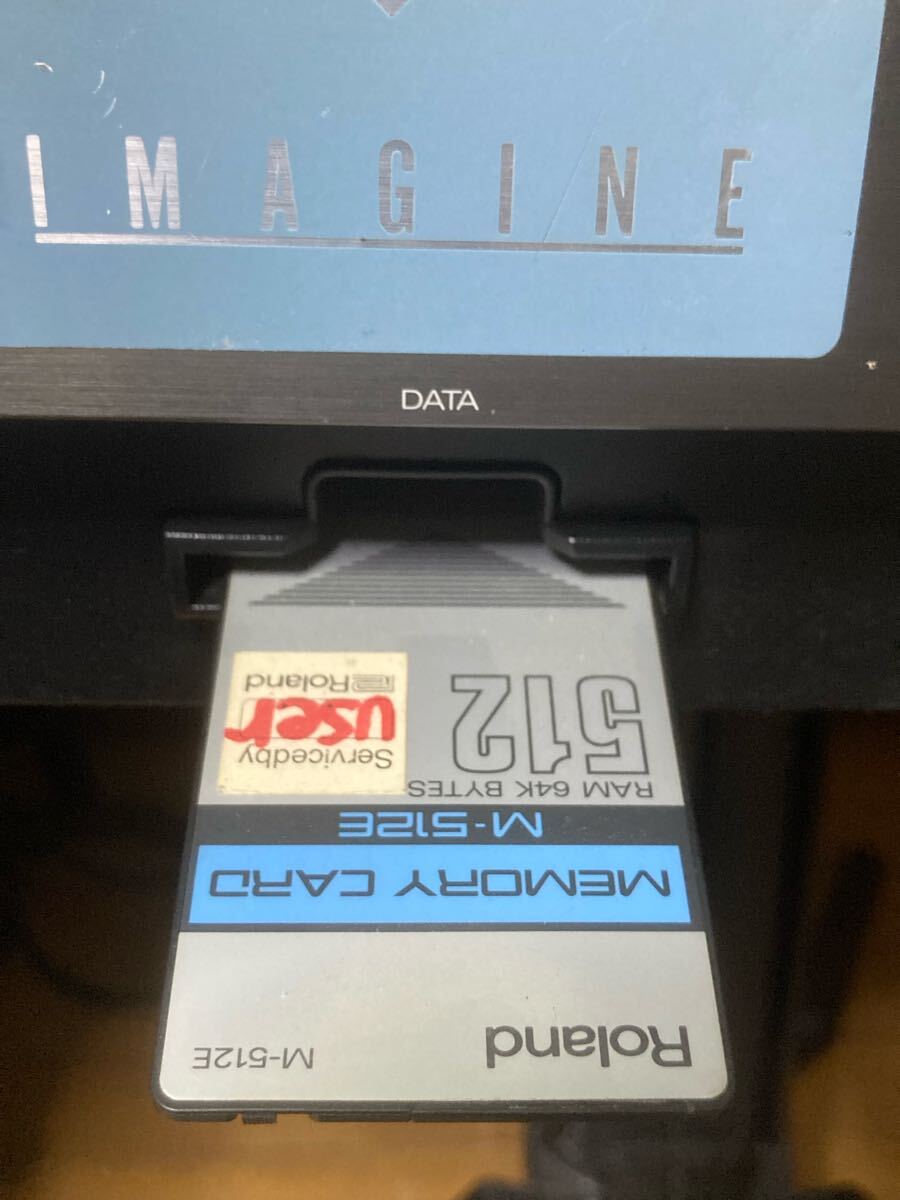 IMAGINE
DATA
Roland
M-512E
MEMORY CARD
M-512E
RAM 64K BYTES
512
Servicedby
user
Roland